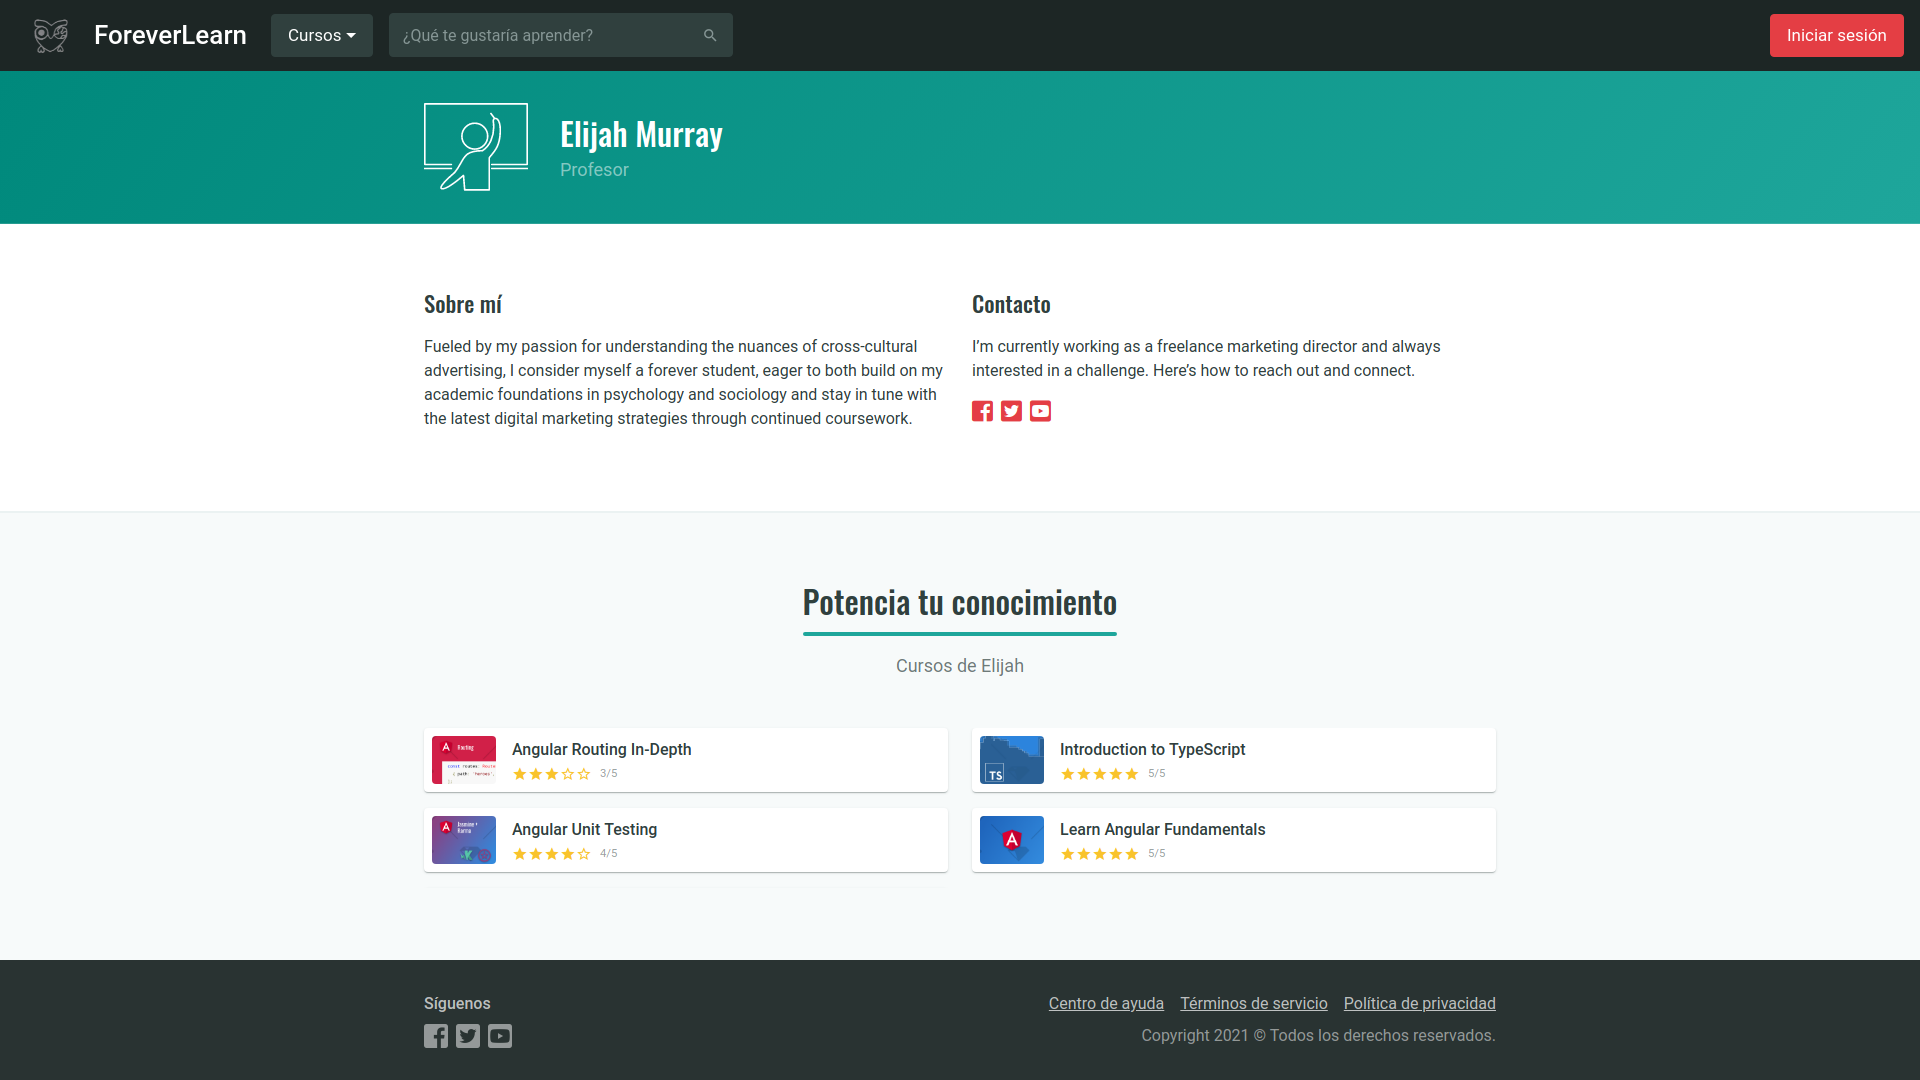 ForeverLearn
Cursos
¿Qué te gustaría aprender?
Iniciar sesión
Elijah Murray
Profesor
Sobre mí
Fueled by my passion for understanding the nuances of cross-cultural
advertising, I consider myself a forever student, eager to both build on my
academic foundations in psychology and sociology and stay in tune with
the latest digital marketing strategies through continued coursework.
Contacto
I’m currently working as a freelance marketing director and always
interested in a challenge. Here’s how to reach out and connect.
Potencia tu conocimiento
Cursos de Elijah
Routing
Angular Routing In-Depth
3/5
TS
Introduction to TypeScript
5/5
Jasmine +
Karma
Angular Unit Testing
4/5
A
Learn Angular Fundamentals
5/5
Síguenos
Centro de ayuda Términos de servicio Política de privacidad
Copyright 2021 © Todos los derechos reservados.